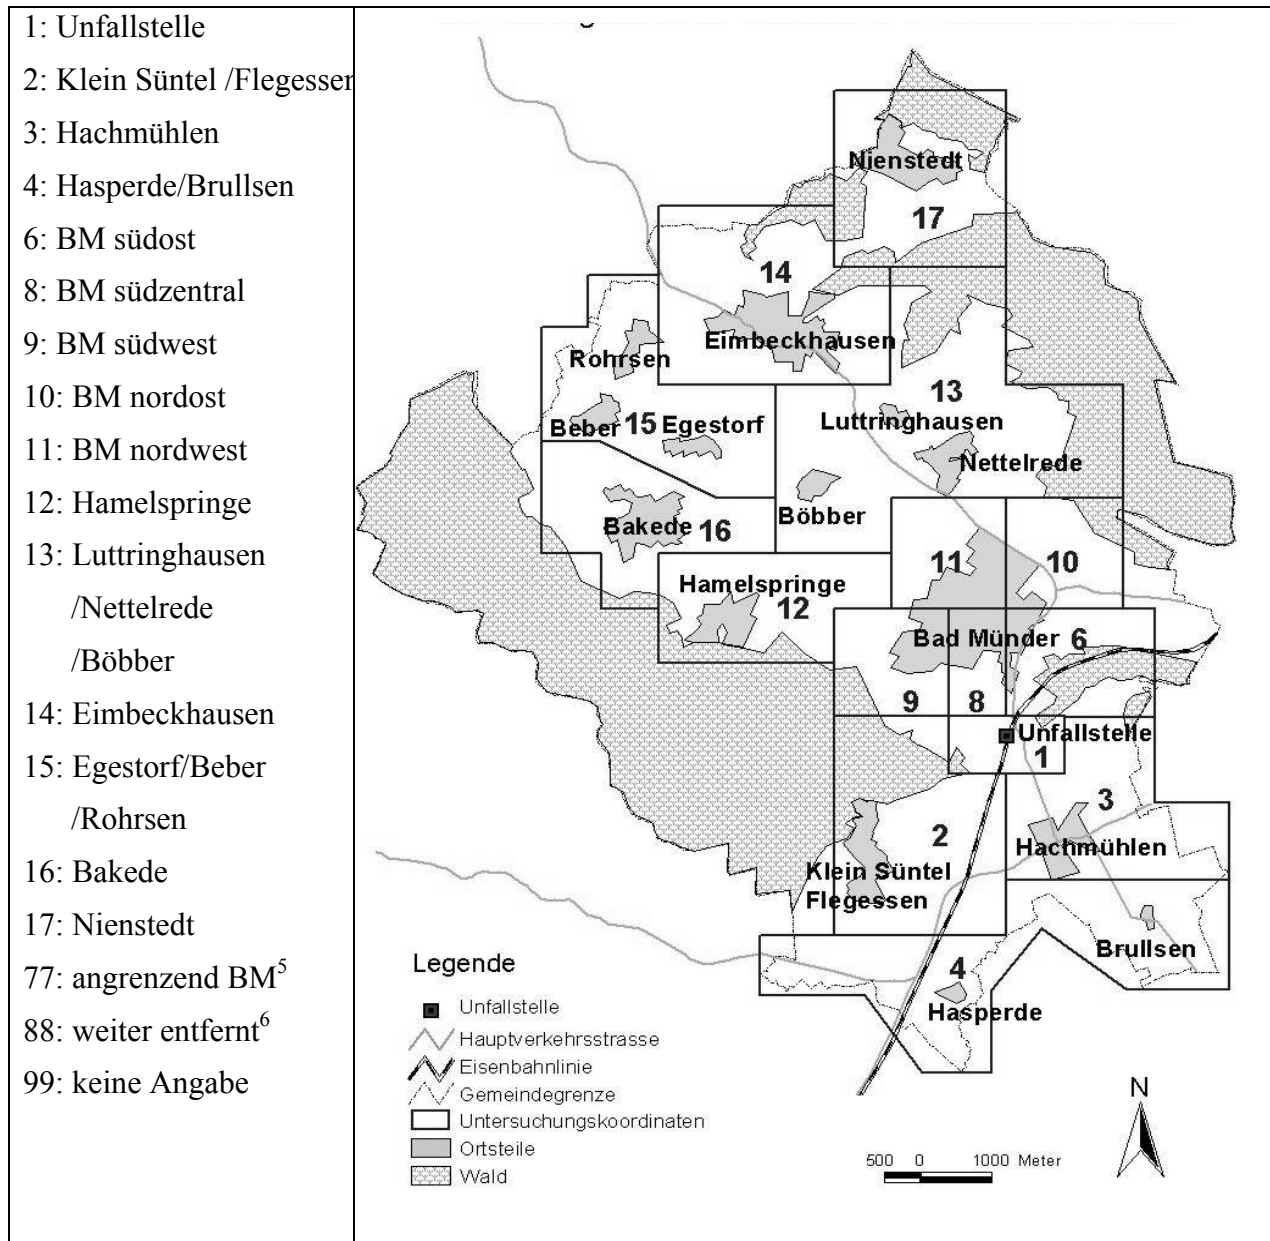 1: Unfallstelle
2: Klein Süntel /Flegessen
3: Hachmühlen
4: Hasperde/Brullsen
6: BM südost
8: BM südzentral
9: BM südwest
10: BM nordost
11: BM nordwest
12: Hamelspringe
13: Luttringhausen
/Nettelrede
/Böbber
14: Eimbeckhausen
15: Egestorf/Beber
/Rohrsen
16: Bakede
17: Nienstedt
77: angrenzend BM5
88: weiter entfernt6
99: keine Angabe
Nienstedt
17
14
Eimbeckhausen
Rohrsen
13
Luttringhausen
Beber 15 Egestorf
Nettelrede
Böbber
Bakede 16
11 10
Hamelspringe
12
Bad Münder 6
9 8
Unfallstelle
1
3
2
Hachmühlen
Klein Süntel
Flegessen
Brullsen
4
Hasperde
Legende
Unfallstelle
Hauptverkehrsstrasse
Eisenbahnlinie
Gemeindegrenze
Untersuchungskoordinaten
Ortsteile
Wald
500 0 1000 Meter
N